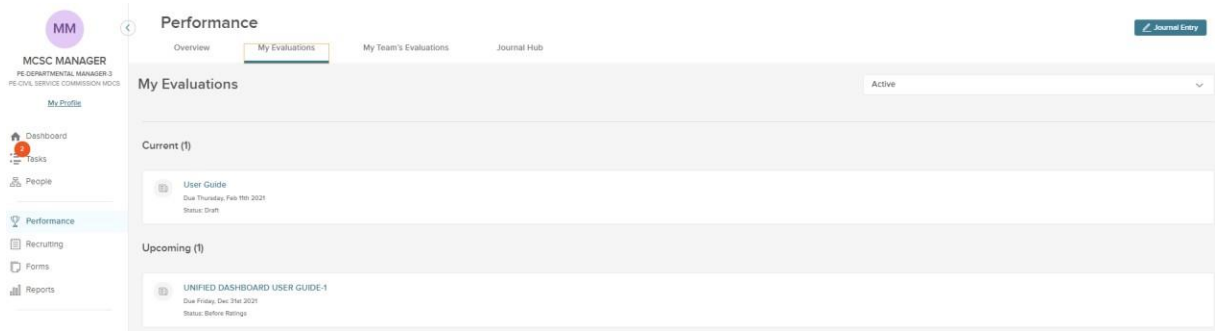 MM
MCSC MANAGER
PE-DEPARTMENTAL MANAGER-3
PE-CIVIL SERVICE COMMISSION MDCS
My Profile
Dashboard
2
Tasks
People
Performance
Recruiting
Forms
Reports
Performance
Journal Entry
Overview My Evaluations My Team's Evaluations Journal Hub
My Evaluations
Active
Current (1)
User Guide
Due Thursday, Feb 11th 2021
Status: Draft
Upcoming (1)
UNIFIED DASHBOARD USER GUIDE-1
Due Friday, Dec 31st 2021
Status: Before Ratings